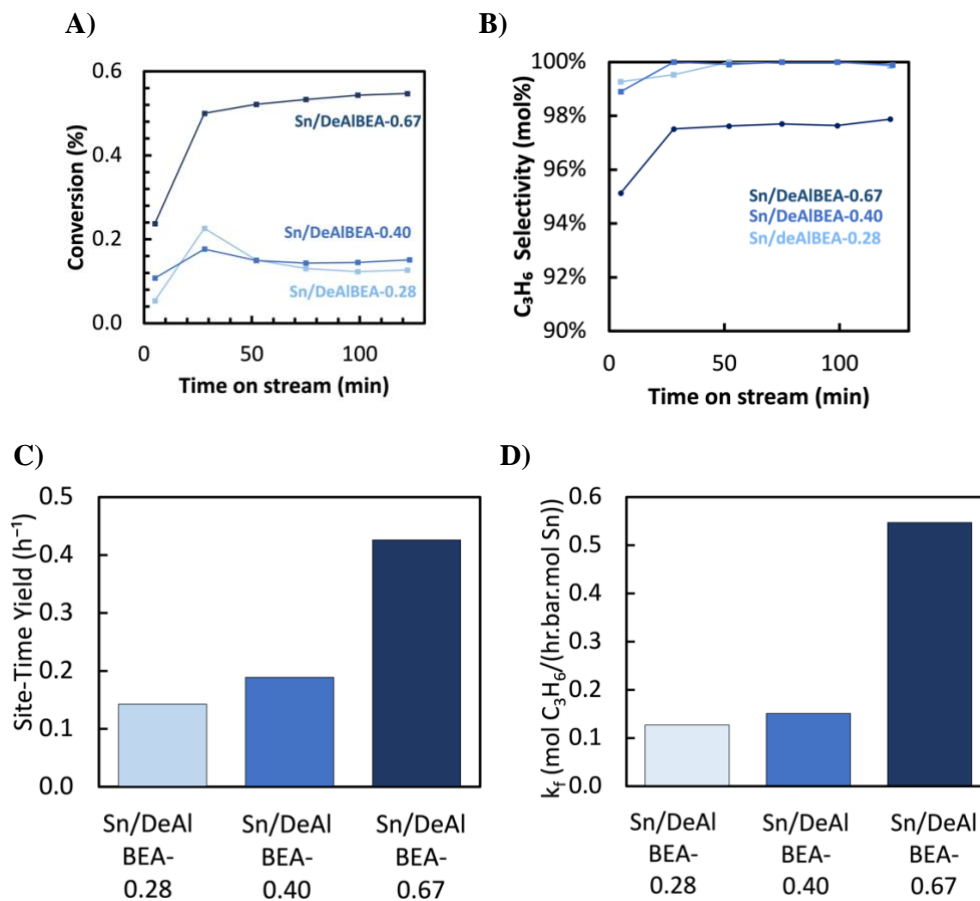 A)
0.6
0.4
0.2
0.0
Conversion (%)
Sn/DeAlBEA-0.67
Sn/DeAlBEA-0.40
Sn/DeAlBEA-0.28
0 50 100
Time on stream (min)
B)
100%
98%
96%
94%
92%
90%
C₃H₆ Selectivity (mol%)
Sn/DeAlBEA-0.67
Sn/DeAlBEA-0.40
Sn/deAlBEA-0.28
0 50 100
Time on stream (min)
C)
0.5
0.4
0.3
0.2
0.1
0.0
Site-Time Yield (h⁻¹)
Sn/DeAl Sn/DeAl Sn/DeAl
BEA- BEA- BEA-
0.28 0.40 0.67
D)
0.6
0.5
0.4
0.3
0.2
0.1
0.0
k_f (mol C₃H₆/(hr.bar.mol Sn))
Sn/DeAl Sn/DeAl Sn/DeAl
BEA- BEA- BEA-
0.28 0.40 0.67